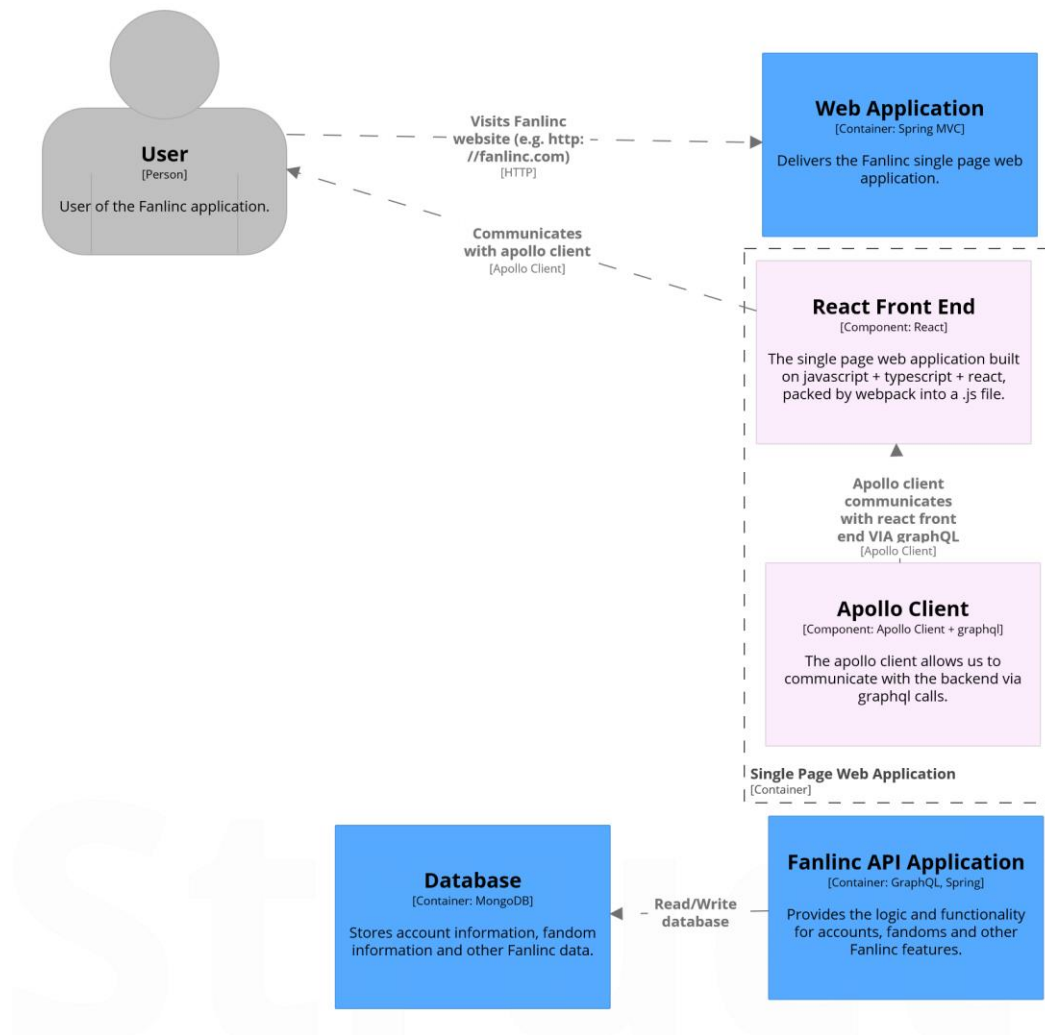 User
[Person]
User of the Fanlinc application.
Visits Fanlinc
website (e.g. http:
//fanlinc.com)
[HTTP]
Web Application
[Container: Spring MVC]
Delivers the Fanlinc single page web
application.
Communicates
with apollo client
[Apollo Client]
React Front End
[Component: React]
The single page web application built
on javascript + typescript + react,
packed by webpack into a .js file.
Apollo client
communicates
with react front
end VIA graphQL
[Apollo Client]
Apollo Client
[Component: Apollo Client + graphql]
The apollo client allows us to
communicate with the backend via
graphql calls.
Single Page Web Application
[Container]
Database
[Container: MongoDB]
Stores account information, fandom
information and other Fanlinc data.
Read/Write
database
Fanlinc API Application
[Container: GraphQL, Spring]
Provides the logic and functionality
for accounts, fandoms and other
Fanlinc features.